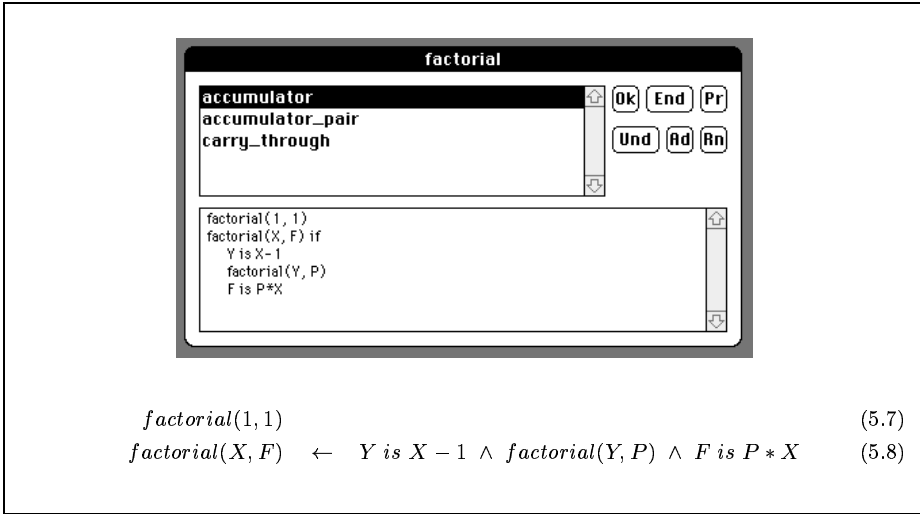 factorial
accumulator
accumulator_pair
carry_through
Ok End Pr
Und Ad Rn
factorial(1, 1)
factorial(X, F) if
Y is X-1
factorial(Y, P)
F is P*X
factorial(1, 1) (5.7)
factorial(X, F) ← Y is X − 1 ∧ factorial(Y, P) ∧ F is P ∗ X (5.8)